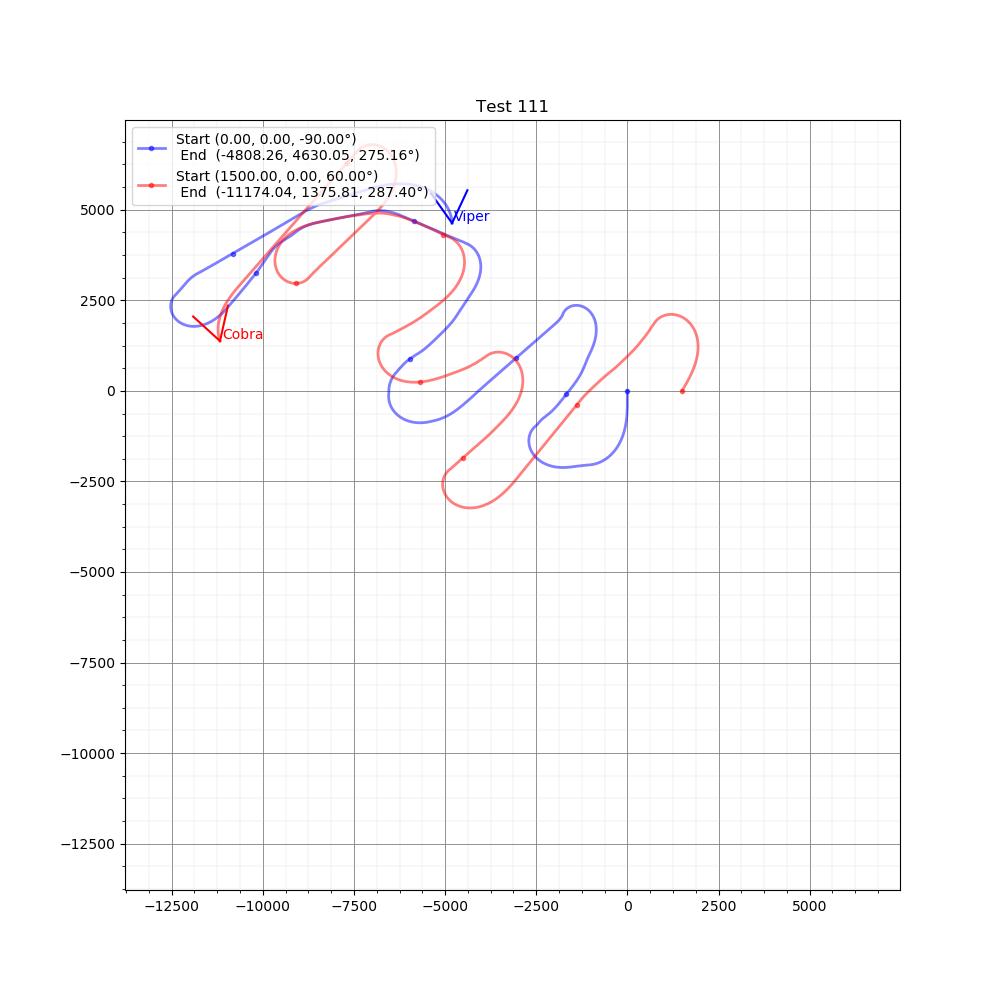 Test 111
Start (0.00, 0.00, -90.00°)
End  (-4808.26, 4630.05, 275.16°)
Start (1500.00, 0.00, 60.00°)
End  (-11174.04, 1375.81, 287.40°)
Viper
Cobra
5000
2500
0
−2500
−5000
−7500
−10000
−12500
−12500 −10000 −7500 −5000 −2500 0 2500 5000